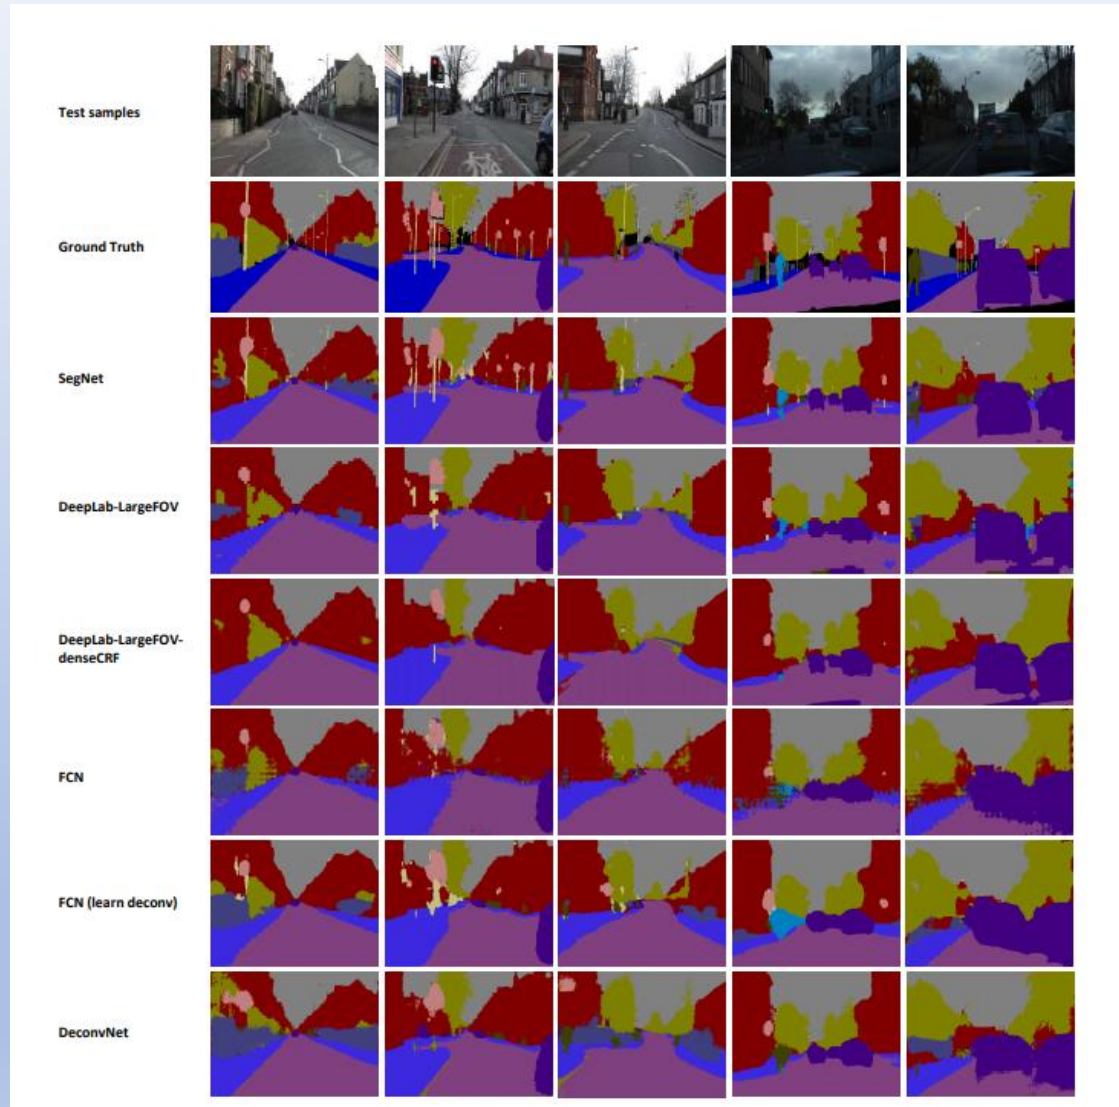 Test samples
Ground Truth
SegNet
DeepLab-LargeFOV
DeepLab-LargeFOV-
denseCRF
FCN
FCN (learn deconv)
DeconvNet